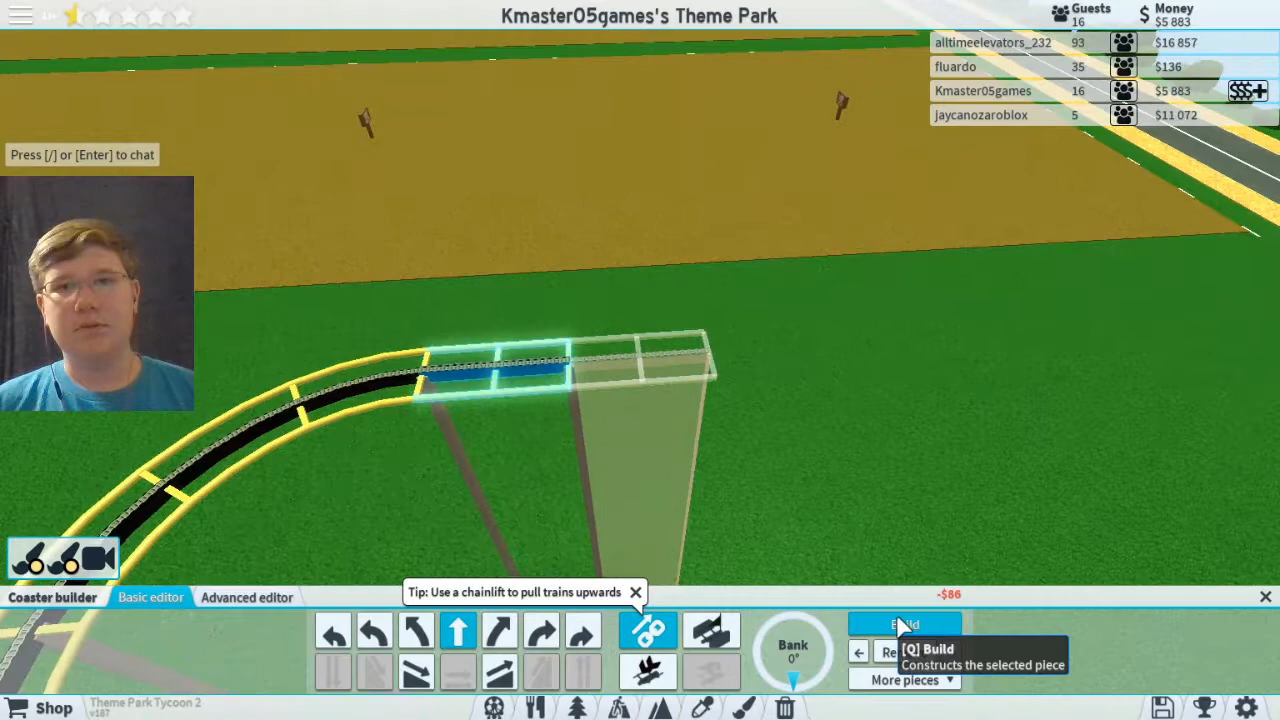 Kmaster05games's Theme Park
Guests
16
Money
$5 883
alltimeelevators_232 93 $16 857
fluardo 35 $136
Kmaster05games 16 $5 883 $$$+
jaycanozaroblox 5 $11 072
Press [/] or [Enter] to chat
Tip: Use a chainlift to pull trains upwards
Coaster builder Basic editor Advanced editor
-$86
Bank
0°
[Q] Build
Constructs the selected piece
More pieces
Shop
Theme Park Tycoon 2
v187